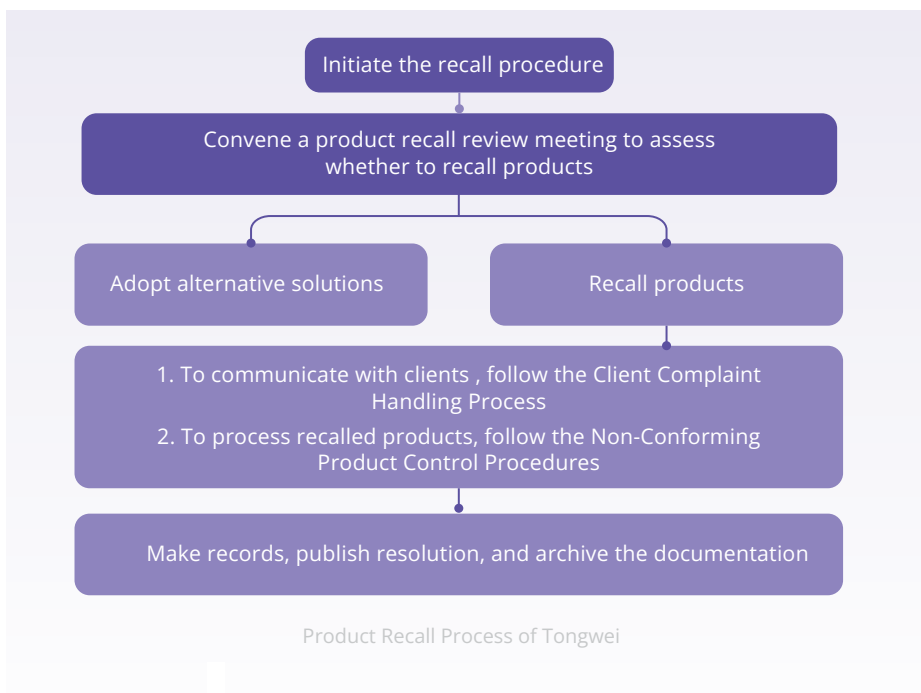 Initiate the recall procedure
Convene a product recall review meeting to assess
whether to recall products
Adopt alternative solutions
Recall products
1. To communicate with clients , follow the Client Complaint
Handling Process
2. To process recalled products, follow the Non-Conforming
Product Control Procedures
Make records, publish resolution, and archive the documentation
Product Recall Process of Tongwei